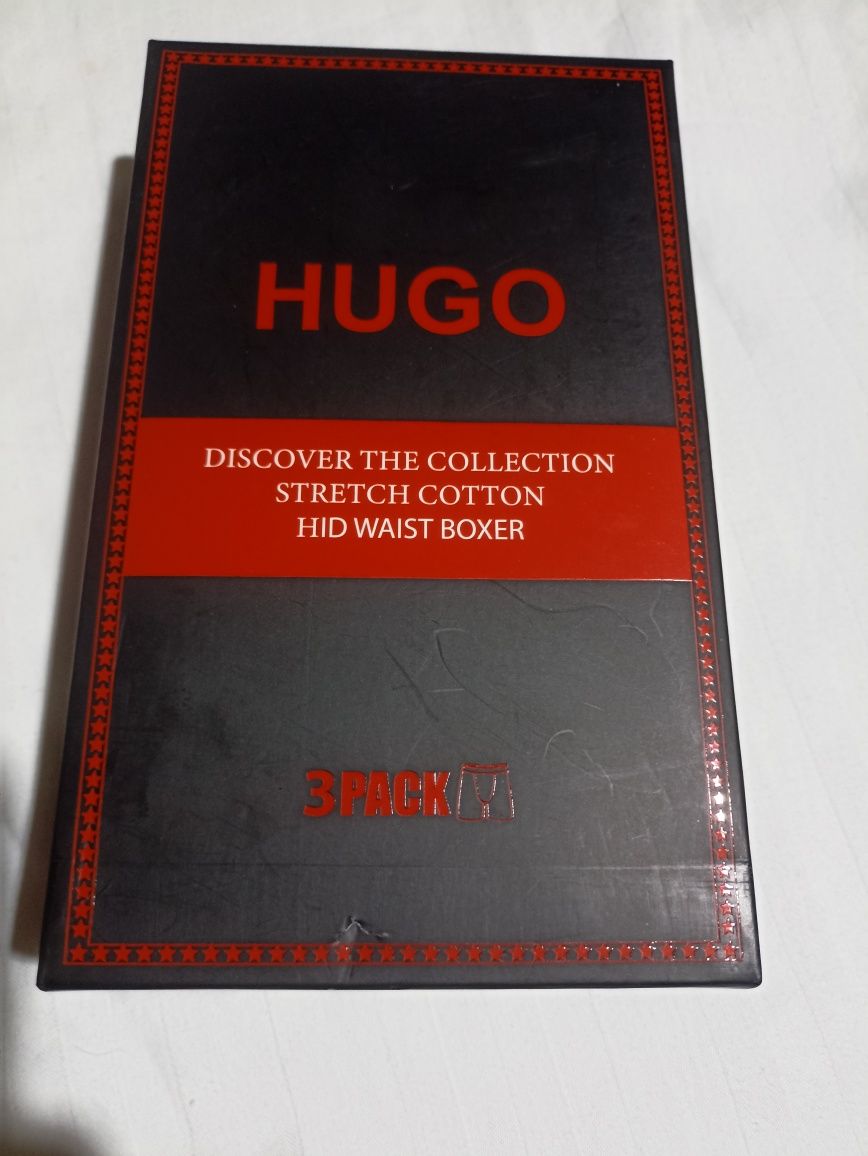 HUGO
DISCOVER THE COLLECTION
STRETCH COTTON
HID WAIST BOXER
3PACK